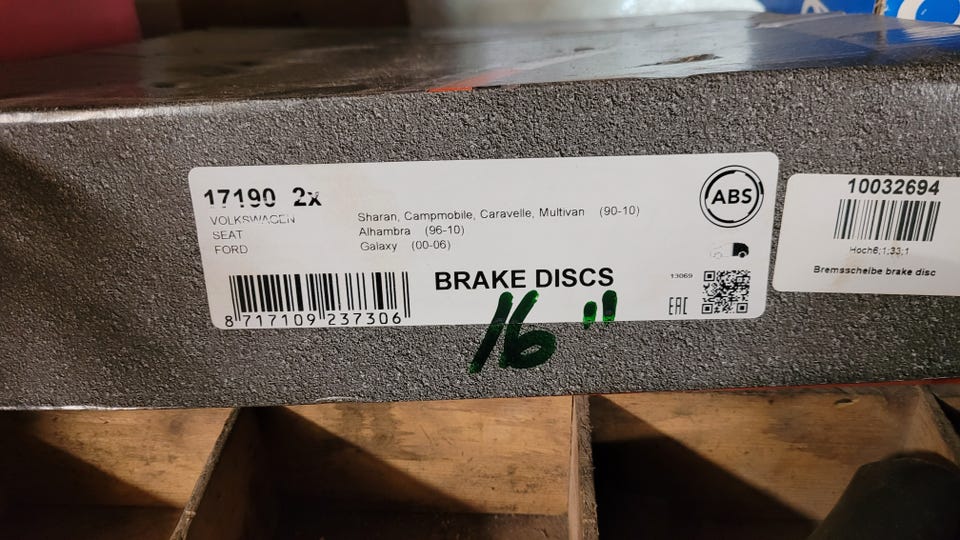 17190 2x
VOLKSWAGEN Sharan, Campmobile, Caravelle, Multivan (90-10)
SEAT Alhambra (96-10)
FORD Galaxy (00-06)
ABS
BRAKE DISCS
13069
EAC
8 717109 237306
16"
10032694
Hoch6;1;33;1
Bremsscheibe brake disc